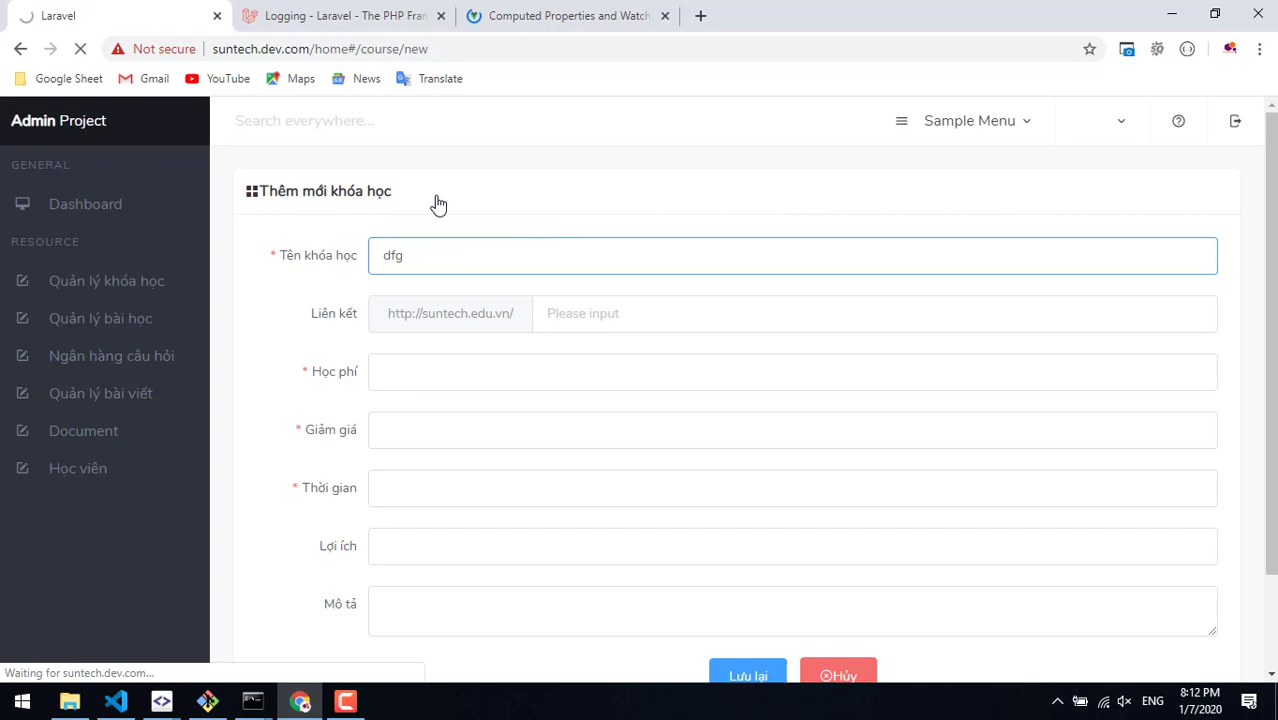 Laravel
Logging - Laravel - The PHP Fran
Computed Properties and Watch
Not secure
suntech.dev.com/home#/course/new
Google Sheet
Gmail
YouTube
Maps
News
Translate
Admin Project
Search everywhere...
Sample Menu
GENERAL
Dashboard
RESOURCE
Quản lý khóa học
Quản lý bài học
Ngân hàng câu hỏi
Quản lý bài viết
Document
Học viên
Thêm mới khóa học
* Tên khóa học
dfg
Liên kết
http://suntech.edu.vn/
Please input
* Học phí
* Giảm giá
* Thời gian
Lợi ích
Mô tả
Lưu lại
Hủy
Waiting for suntech.dev.com...
ENG
8:12 PM
1/7/2020